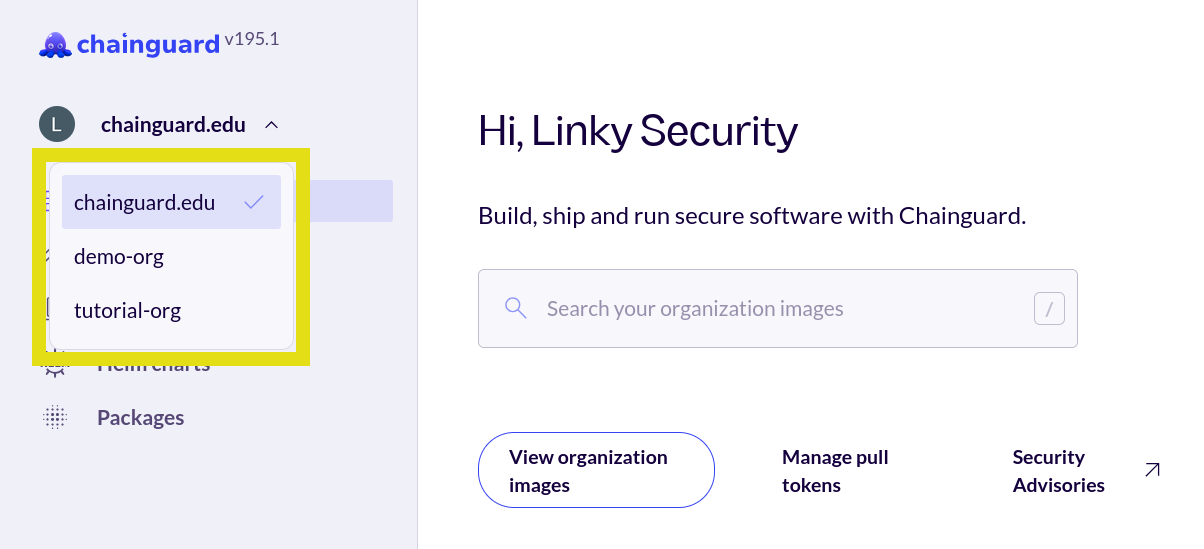 chainguard v195.1
L chainguard.edu
chainguard.edu
demo-org
tutorial-org
Helm charts
Packages
Hi, Linky Security
Build, ship and run secure software with Chainguard.
Search your organization images /
View organization
images
Manage pull
tokens
Security
Advisories